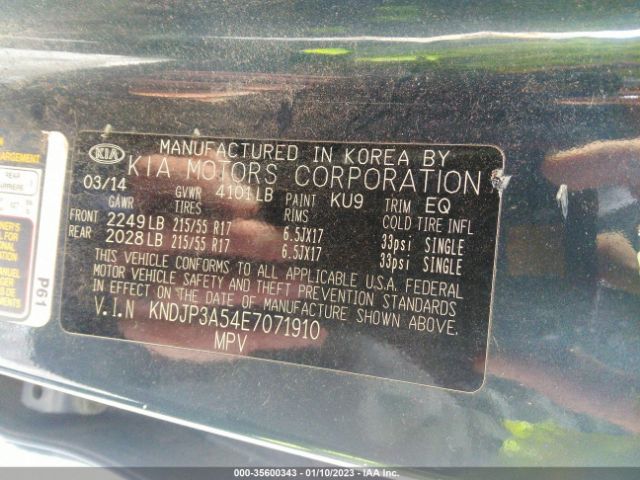 KIA
MANUFACTURED IN KOREA BY
KIA MOTORS CORPORATION
03/14 GVWR 4101LB PAINT KU9 TRIM EQ
GAWR TIRES RIMS COLD TIRE INFL
FRONT 2249LB 215/55 R17 6.5JX17 33psi SINGLE
REAR 2028LB 215/55 R17 6.5JX17 33psi SINGLE
THIS VEHICLE CONFORMS TO ALL APPLICABLE U.S.A. FEDERAL
MOTOR VEHICLE SAFETY AND THEFT PREVENTION STANDARDS
IN EFFECT ON THE DATE OF MANUFACTURE SHOWN ABOVE.
V.I.N KNDJP3A54E7071910
MPV
REAR
P6
000-35600343 - 01/10/2023 - IAA Inc.